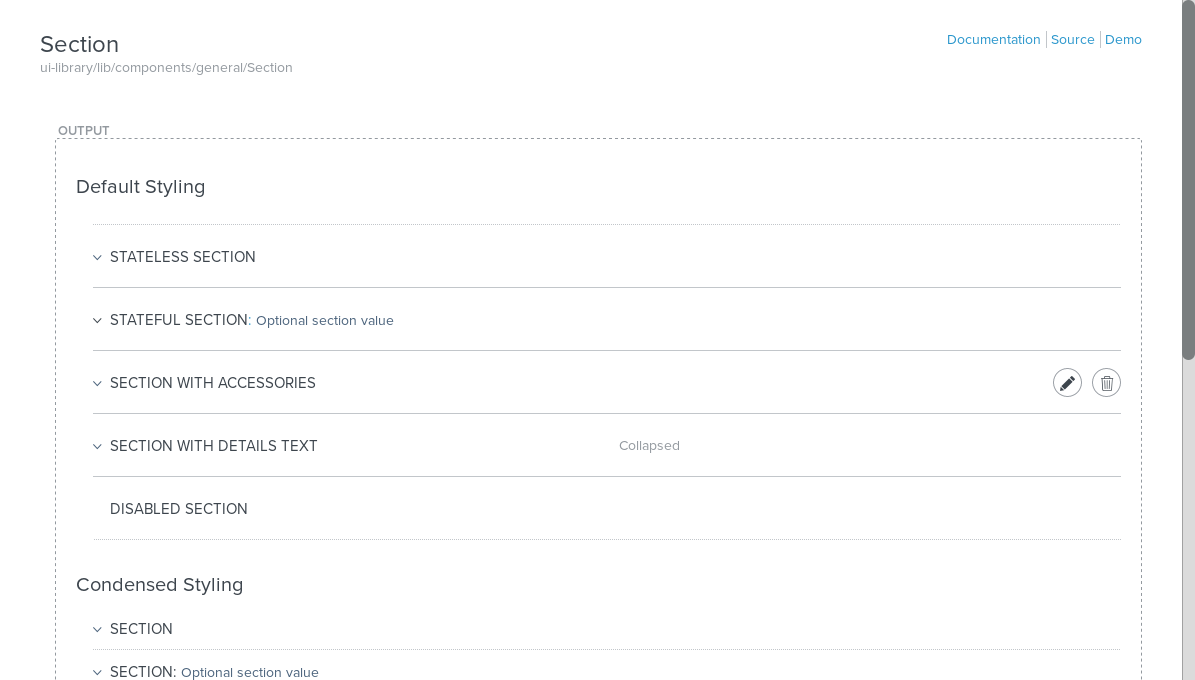 Section
Documentation Source Demo
ui-library/lib/components/general/Section
OUTPUT
Default Styling
STATELESS SECTION
STATEFUL SECTION: Optional section value
SECTION WITH ACCESSORIES
SECTION WITH DETAILS TEXT Collapsed
DISABLED SECTION
Condensed Styling
SECTION
SECTION: Optional section value